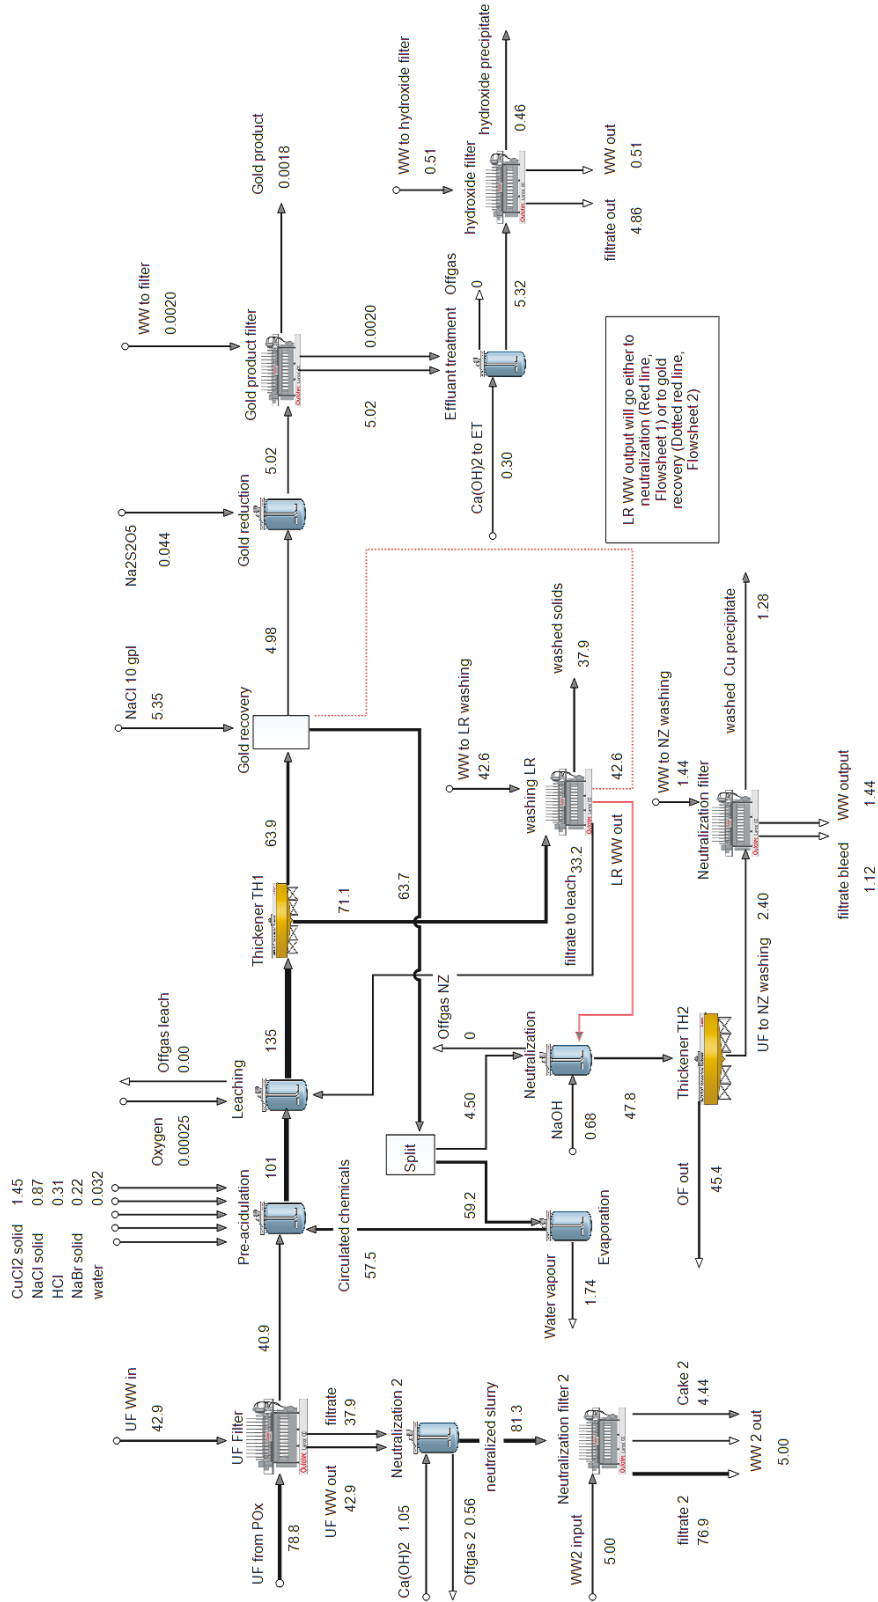 CuCl2 solid 1.45
NaCl solid 0.87
HCl 0.31
NaBr solid 0.22
water 0.032
UF WW in
42.9
UF from POx
78.8
UF Filter
40.9
filtrate
37.9
UF WW out
42.9
Neutralization 2
Ca(OH)2 1.05
Offgas 2 0.56
neutralized slurry
81.3
WW2 input
5.00
Neutralization filter 2
filtrate 2
76.9
WW 2 out
5.00
Cake 2
4.44
Pre-acidulation
101
Circulated chemicals
57.5
Water vapour
1.74
Evaporation
59.2
Split
4.50
Oxygen
0.00025
Offgas leach
0.00
Leaching
135
Thickener TH1
71.1
63.9
Gold recovery
NaCl 10 gpl
5.35
63.7
4.98
Na2S2O5
0.044
Gold reduction
5.02
WW to filter
0.0020
Gold product filter
Gold product
0.0018
5.02
0.0020
Ca(OH)2 to ET
0.30
Effluant treatment
Offgas
0
5.32
WW to hydroxide filter
0.51
hydroxide filter
hydroxide precipitate
0.46
filtrate out
4.86
WW out
0.51
WW to LR washing
42.6
washing LR
washed solids
37.9
filtrate to leach
33.2
LR WW out
42.6
Offgas NZ
0
Neutralization
NaOH
0.68
47.8
Thickener TH2
OF out
45.4
UF to NZ washing
2.40
WW to NZ washing
1.44
Neutralization filter
washed Cu precipitate
1.28
filtrate bleed
1.12
WW output
1.44
LR WW output will go either to
neutralization (Red line,
Flowsheet 1) or to gold
recovery (Dotted red line,
Flowsheet 2)